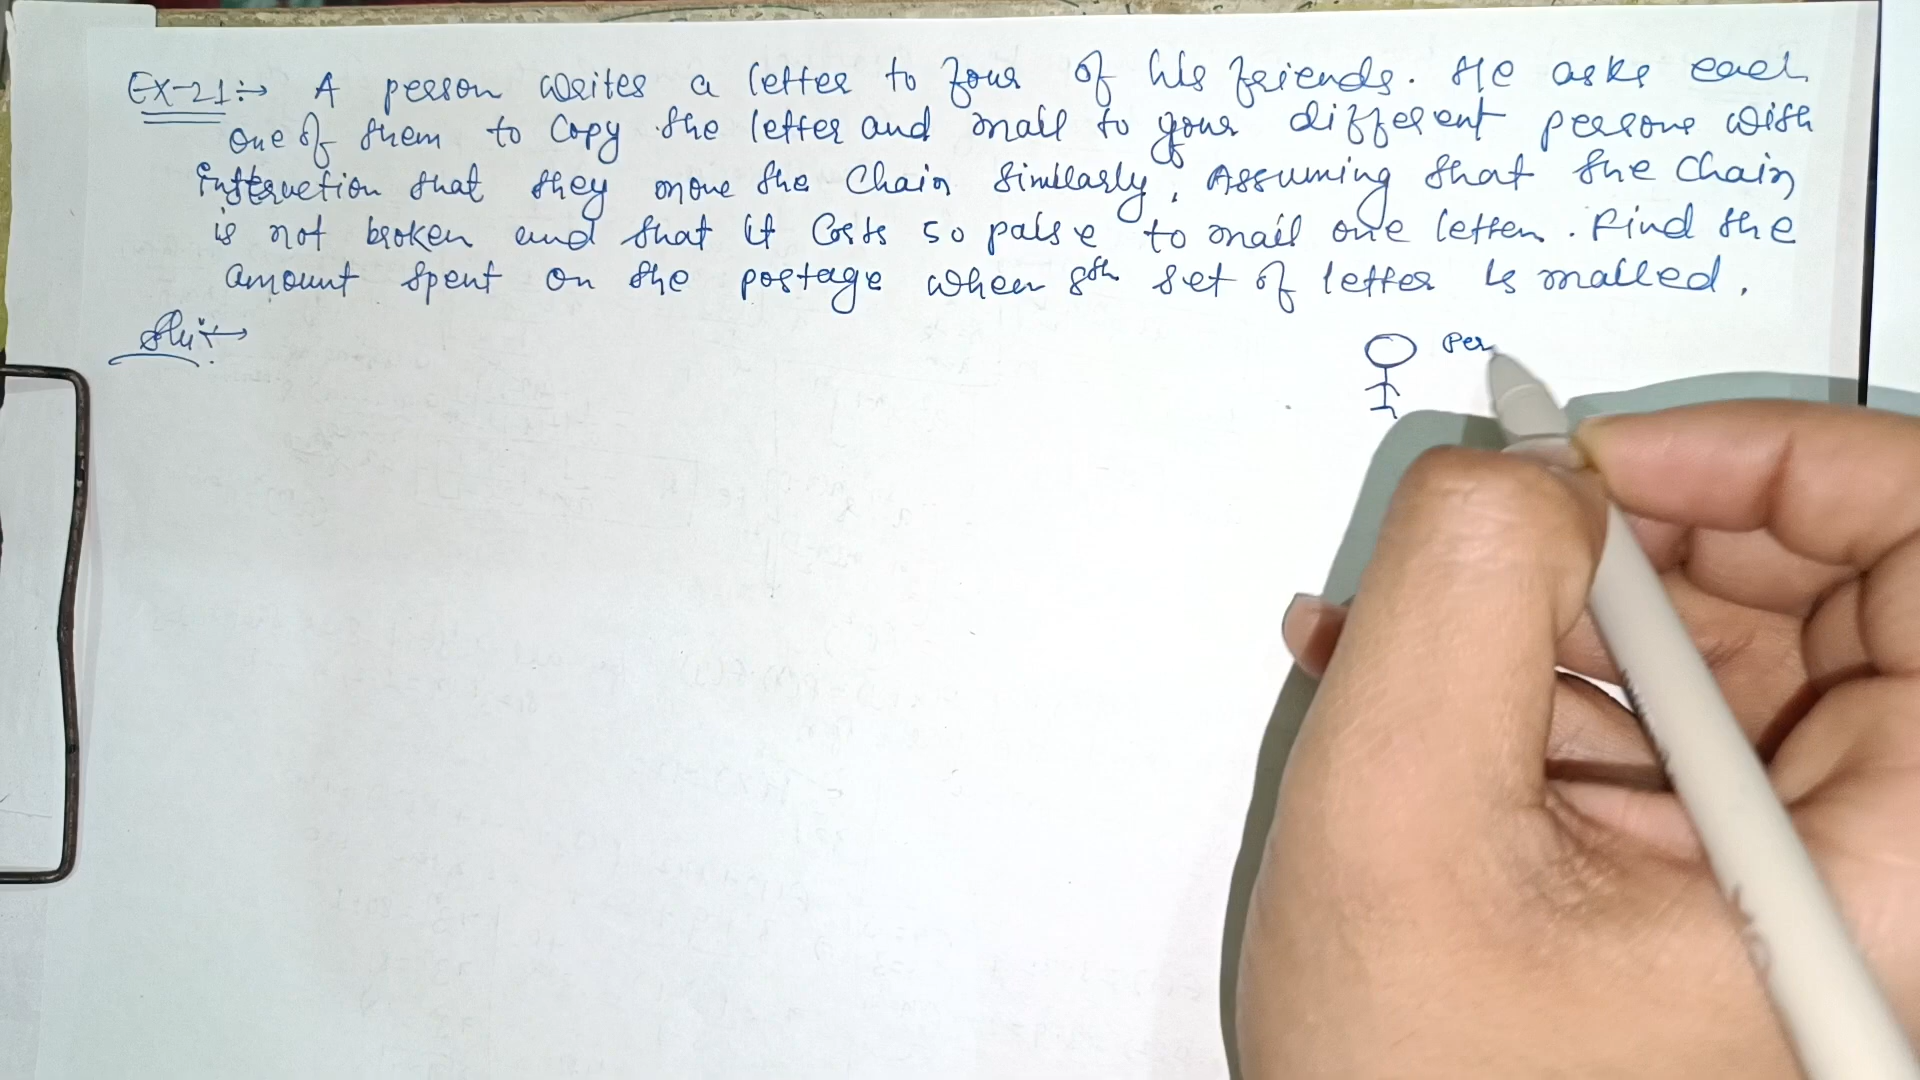 Ex-21:→ A person writes a letter to four of his friends. He asks each
one of them to copy the letter and mail to four different persons with
instruction that they move the chain similarly. Assuming that the chain
is not broken and that it costs 50 paise to mail one letter. Find the
amount spent on the postage when 8th set of letter is mailed.
Per